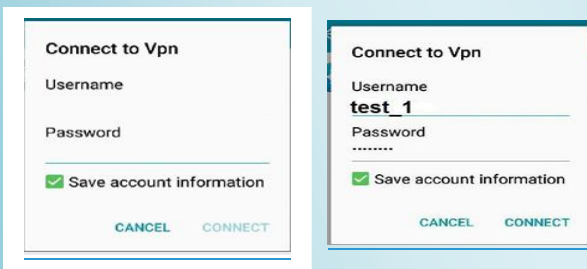 Connect to Vpn
Username
Password
Save account information
CANCEL CONNECT
Connect to Vpn
Username
test_1
Password
........
Save account information
CANCEL CONNECT